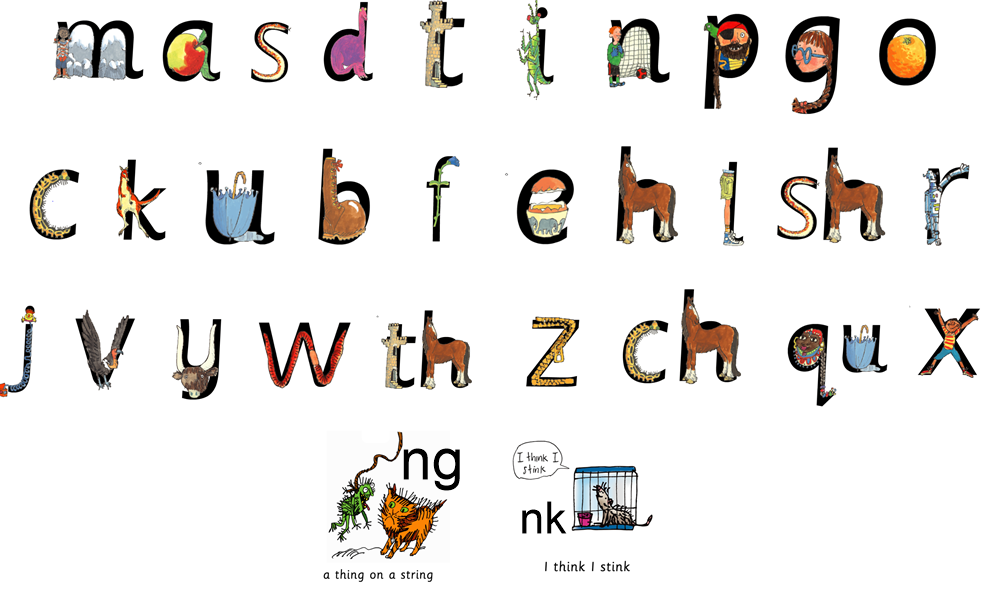 m a s d t i n p g o
c k u b f e h l sh r
j v y w th z ch qu x
ng
I think I
stink
nk
a thing on a string
I think I stink